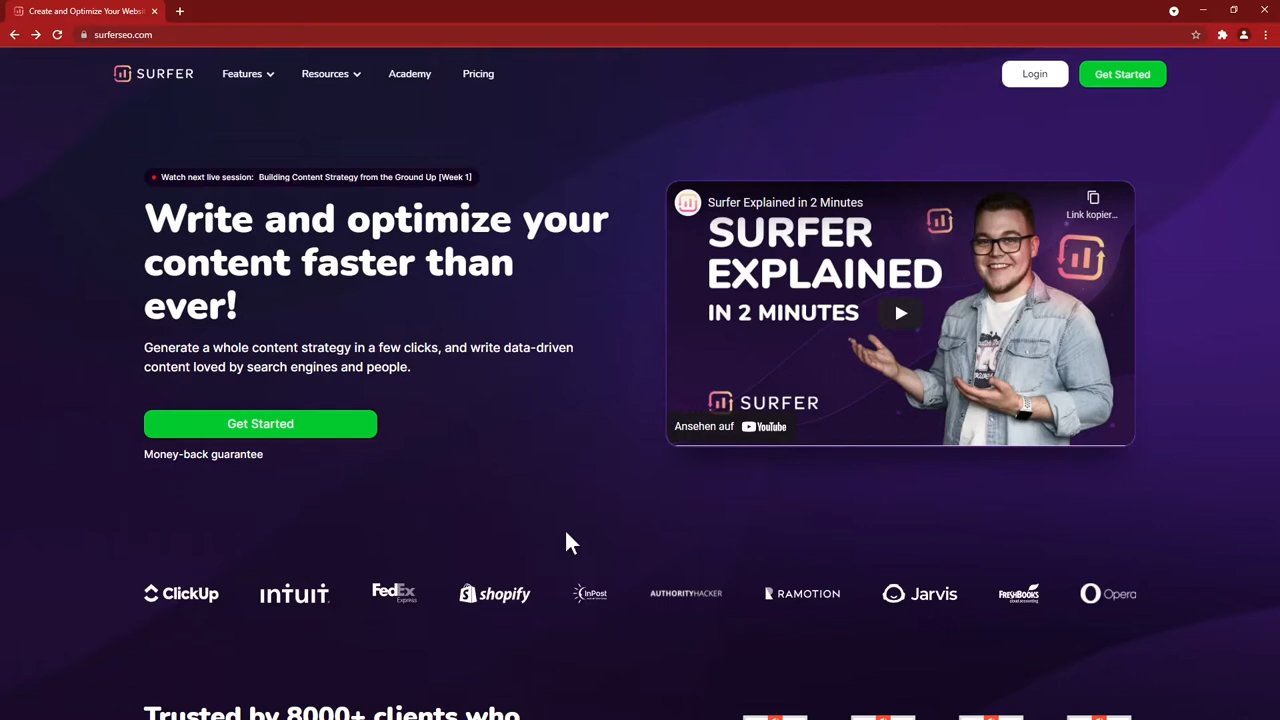 Create and Optimize Your Websi
surferseo.com
SURFER
Features
Resources
Academy
Pricing
Login
Get Started
Watch next live session: Building Content Strategy from the Ground Up [Week 1]
Write and optimize your
content faster than
ever!
Generate a whole content strategy in a few clicks, and write data-driven
content loved by search engines and people.
Get Started
Money-back guarantee
Surfer Explained in 2 Minutes
Link kopier...
SURFER
EXPLAINED
IN 2 MINUTES
SURFER
Ansehen auf YouTube
ClickUp
INTUIT
FedEx
Express
shopify
InPost
AUTHORITYHACKER
RAMOTION
Jarvis
FRESHBOOKS
cloud accounting
Opera
Trusted by 8000+ clients who